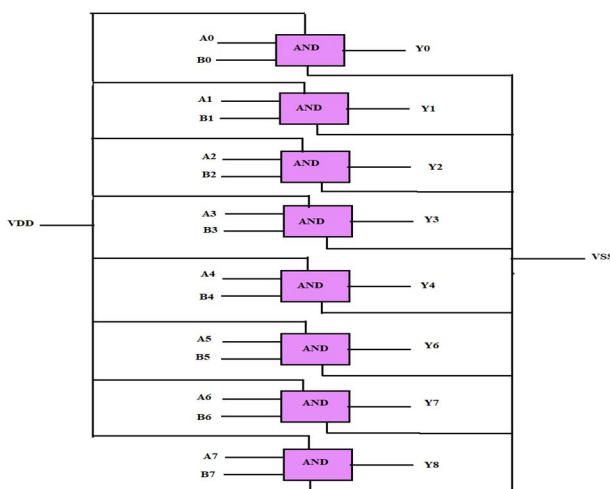 A0 AND Y0
B0
A1 AND Y1
B1
A2 AND Y2
B2
A3 AND Y3
B3
VDD
VSS
A4 AND Y4
B4
A5 AND Y6
B5
A6 AND Y7
B6
A7 AND Y8
B7